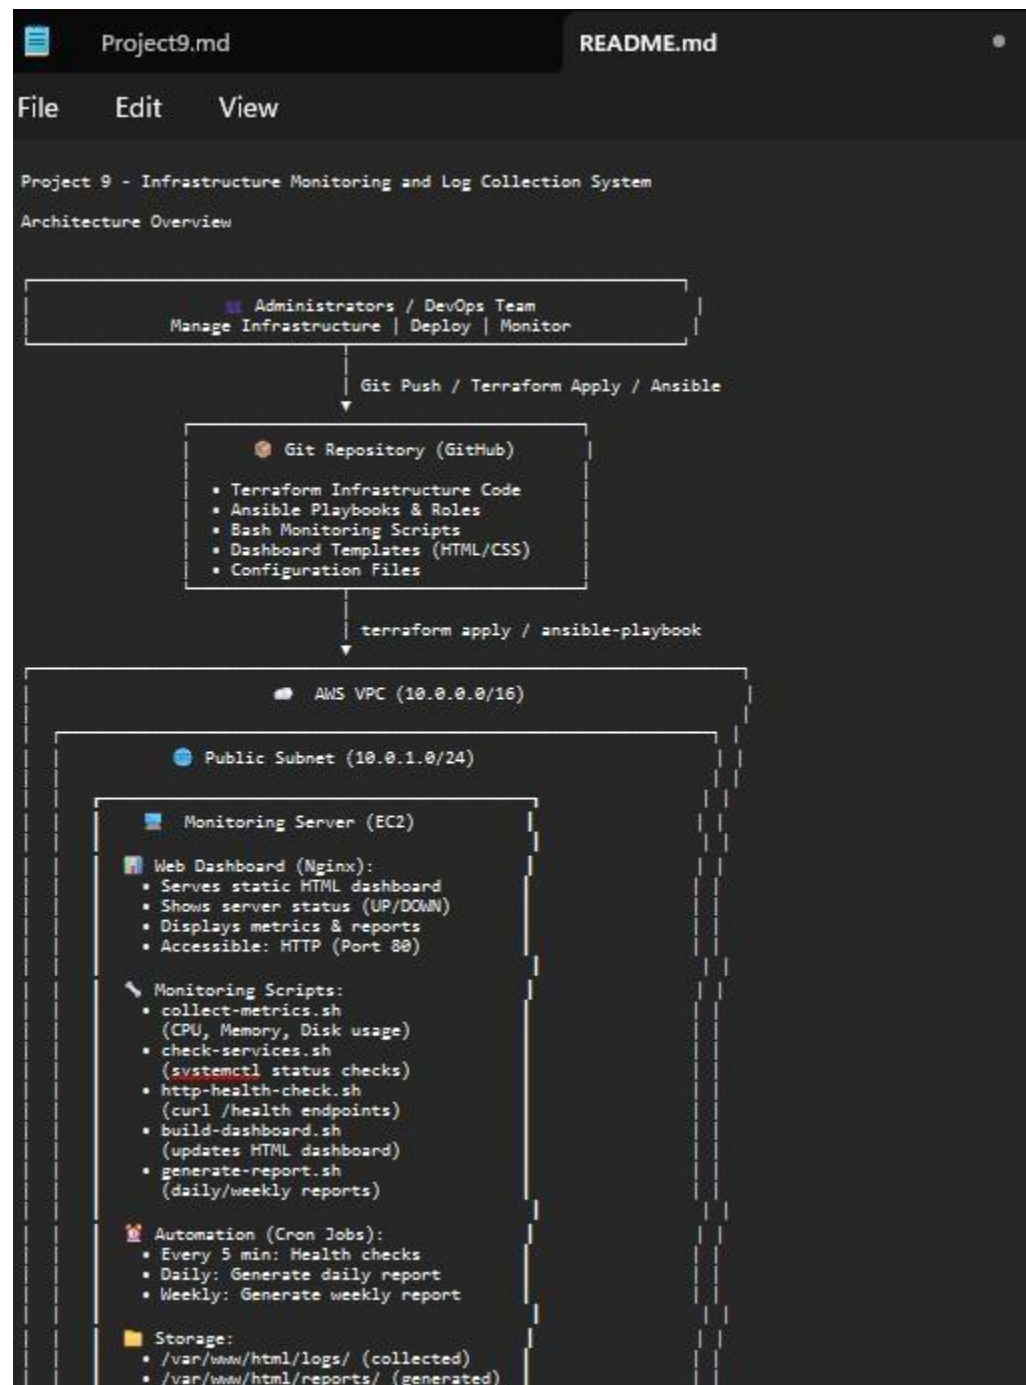 Project9.md
README.md
File Edit View
Project 9 - Infrastructure Monitoring and Log Collection System
Architecture Overview
Administrators / DevOps Team
Manage Infrastructure | Deploy | Monitor
Git Push / Terraform Apply / Ansible
Git Repository (GitHub)
• Terraform Infrastructure Code
• Ansible Playbooks & Roles
• Bash Monitoring Scripts
• Dashboard Templates (HTML/CSS)
• Configuration Files
terraform apply / ansible-playbook
AWS VPC (10.0.0.0/16)
Public Subnet (10.0.1.0/24)
Monitoring Server (EC2)
Web Dashboard (Nginx):
• Serves static HTML dashboard
• Shows server status (UP/DOWN)
• Displays metrics & reports
• Accessible: HTTP (Port 80)
Monitoring Scripts:
• collect-metrics.sh
(CPU, Memory, Disk usage)
• check-services.sh
(systemctl status checks)
• http-health-check.sh
(curl /health endpoints)
• build-dashboard.sh
(updates HTML dashboard)
• generate-report.sh
(daily/weekly reports)
Automation (Cron Jobs):
• Every 5 min: Health checks
• Daily: Generate daily report
• Weekly: Generate weekly report
Storage:
• /var/www/html/logs/ (collected)
• /var/www/html/reports/ (generated)